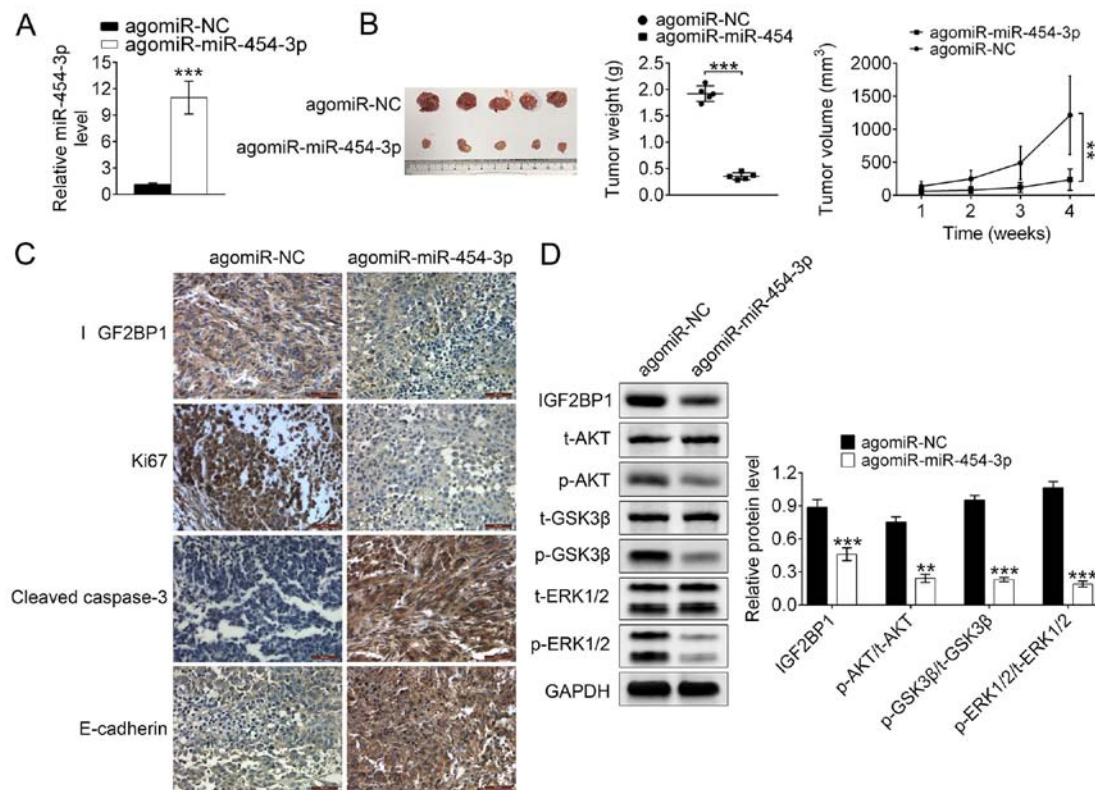 A
agomiR-NC
agomiR-miR-454-3p
Relative miR-454-3p
level
15
12
9
6
3
0
***
B
agomiR-NC
agomiR-miR-454-3p
agomiR-NC
agomiR-miR-454
Tumor weight (g)
2.5
2.0
1.5
1.0
0.5
0.0
***
agomiR-miR-454-3p
agomiR-NC
Tumor volume (mm3)
2000
1500
1000
500
0
**
1 2 3 4
Time (weeks)
C
agomiR-NC agomiR-miR-454-3p
I GF2BP1
Ki67
Cleaved caspase-3
E-cadherin
D
agomiR-NC
agomiR-miR-454-3p
IGF2BP1
t-AKT
p-AKT
t-GSK3β
p-GSK3β
t-ERK1/2
p-ERK1/2
GAPDH
agomiR-NC
agomiR-miR-454-3p
Relative protein level
1.2
0.9
0.6
0.3
0.0
***
**
***
***
IGF2BP1
p-AKT/t-AKT
p-GSK3β/t-GSK3β
p-ERK1/2/t-ERK1/2